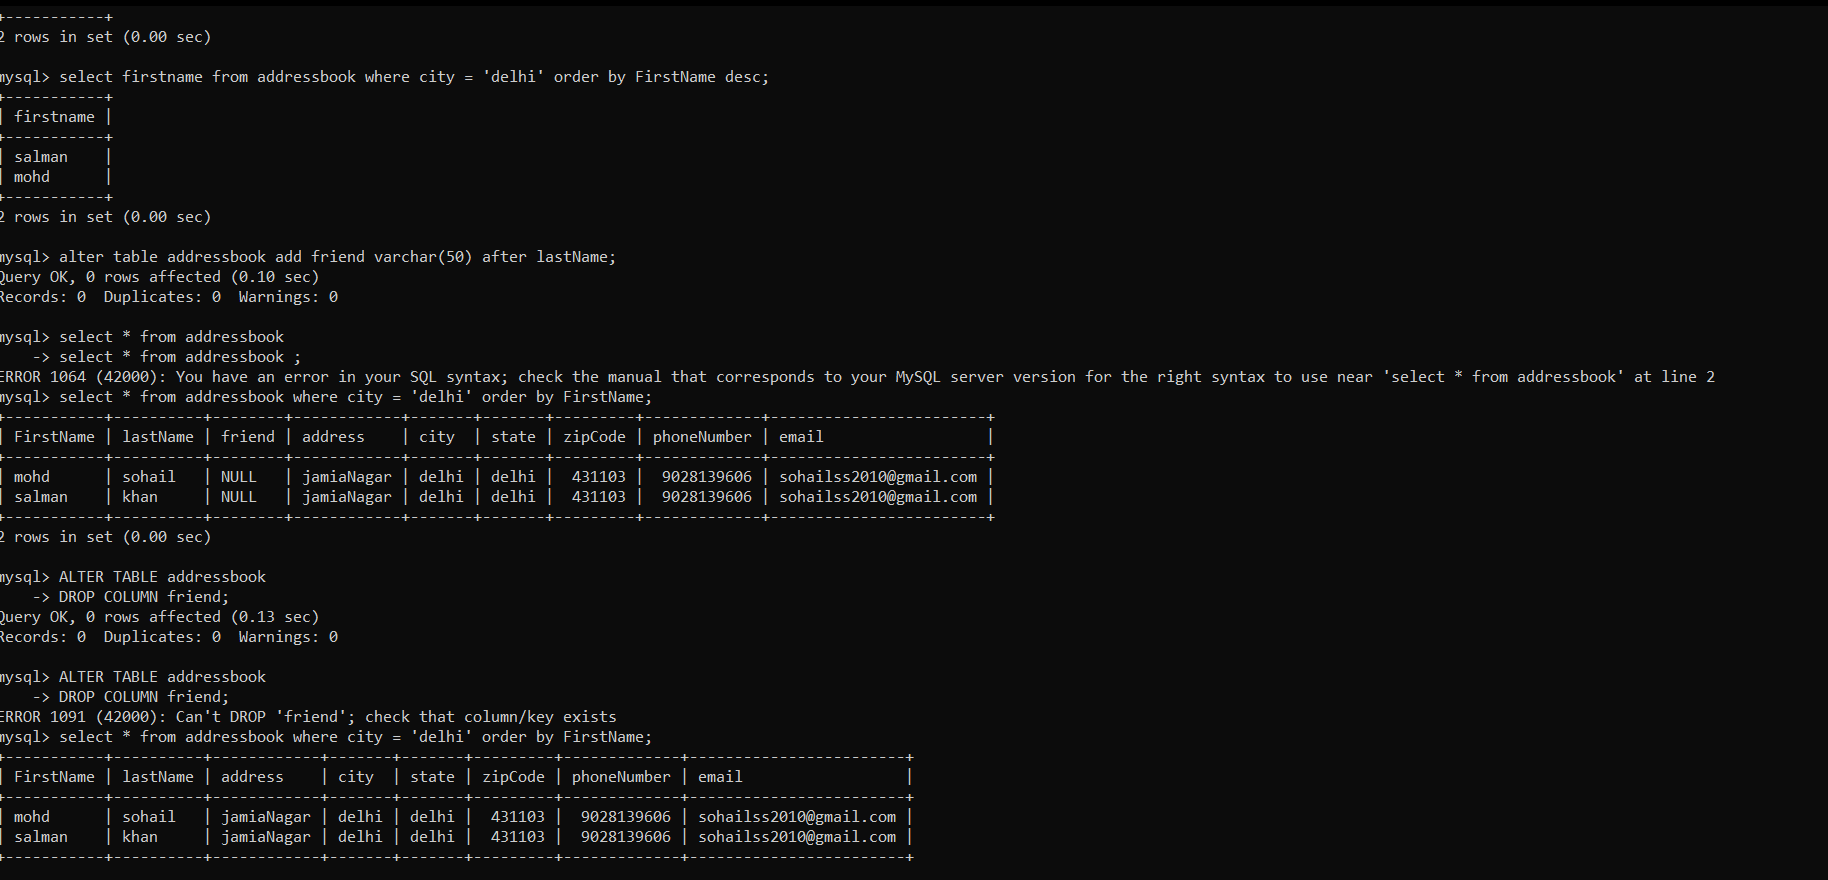 +-----------+
2 rows in set (0.00 sec)

mysql> select firstname from addressbook where city = 'delhi' order by FirstName desc;
+-----------+
| firstname |
+-----------+
| salman    |
| mohd      |
+-----------+
2 rows in set (0.00 sec)

mysql> alter table addressbook add friend varchar(50) after lastName;
Query OK, 0 rows affected (0.10 sec)
Records: 0  Duplicates: 0  Warnings: 0

mysql> select * from addressbook
    -> select * from addressbook ;
ERROR 1064 (42000): You have an error in your SQL syntax; check the manual that corresponds to your MySQL server version for the right syntax to use near 'select * from addressbook' at line 2
mysql> select * from addressbook where city = 'delhi' order by FirstName;
+-----------+----------+--------+------------+-------+-------+---------+-------------+------------------------+
| FirstName | lastName | friend | address    | city  | state | zipCode | phoneNumber | email                  |
+-----------+----------+--------+------------+-------+-------+---------+-------------+------------------------+
| mohd      | sohail   | NULL   | jamiaNagar | delhi | delhi |  431103 |  9028139606 | sohailss2010@gmail.com |
| salman    | khan     | NULL   | jamiaNagar | delhi | delhi |  431103 |  9028139606 | sohailss2010@gmail.com |
+-----------+----------+--------+------------+-------+-------+---------+-------------+------------------------+
2 rows in set (0.00 sec)

mysql> ALTER TABLE addressbook
    -> DROP COLUMN friend;
Query OK, 0 rows affected (0.13 sec)
Records: 0  Duplicates: 0  Warnings: 0

mysql> ALTER TABLE addressbook
    -> DROP COLUMN friend;
ERROR 1091 (42000): Can't DROP 'friend'; check that column/key exists
mysql> select * from addressbook where city = 'delhi' order by FirstName;
+-----------+----------+------------+-------+-------+---------+-------------+------------------------+
| FirstName | lastName | address    | city  | state | zipCode | phoneNumber | email                  |
+-----------+----------+------------+-------+-------+---------+-------------+------------------------+
| mohd      | sohail   | jamiaNagar | delhi | delhi |  431103 |  9028139606 | sohailss2010@gmail.com |
| salman    | khan     | jamiaNagar | delhi | delhi |  431103 |  9028139606 | sohailss2010@gmail.com |
+-----------+----------+------------+-------+-------+---------+-------------+------------------------+